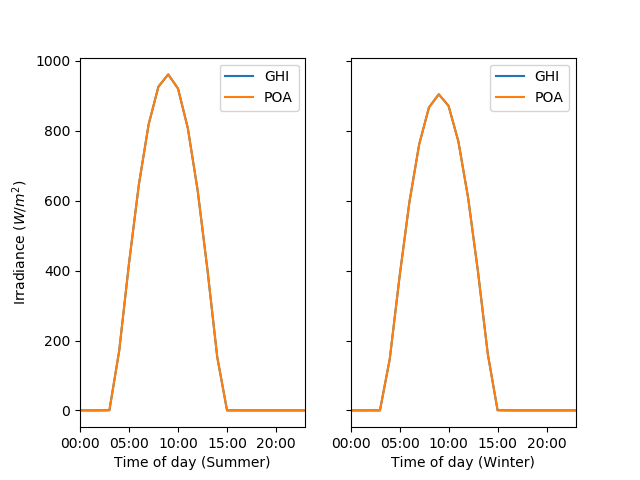 GHI
POA
GHI
POA
1000
800
600
400
200
0
Irradiance (W/m²)
00:00 05:00 10:00 15:00 20:00
00:00 05:00 10:00 15:00 20:00
Time of day (Summer)
Time of day (Winter)